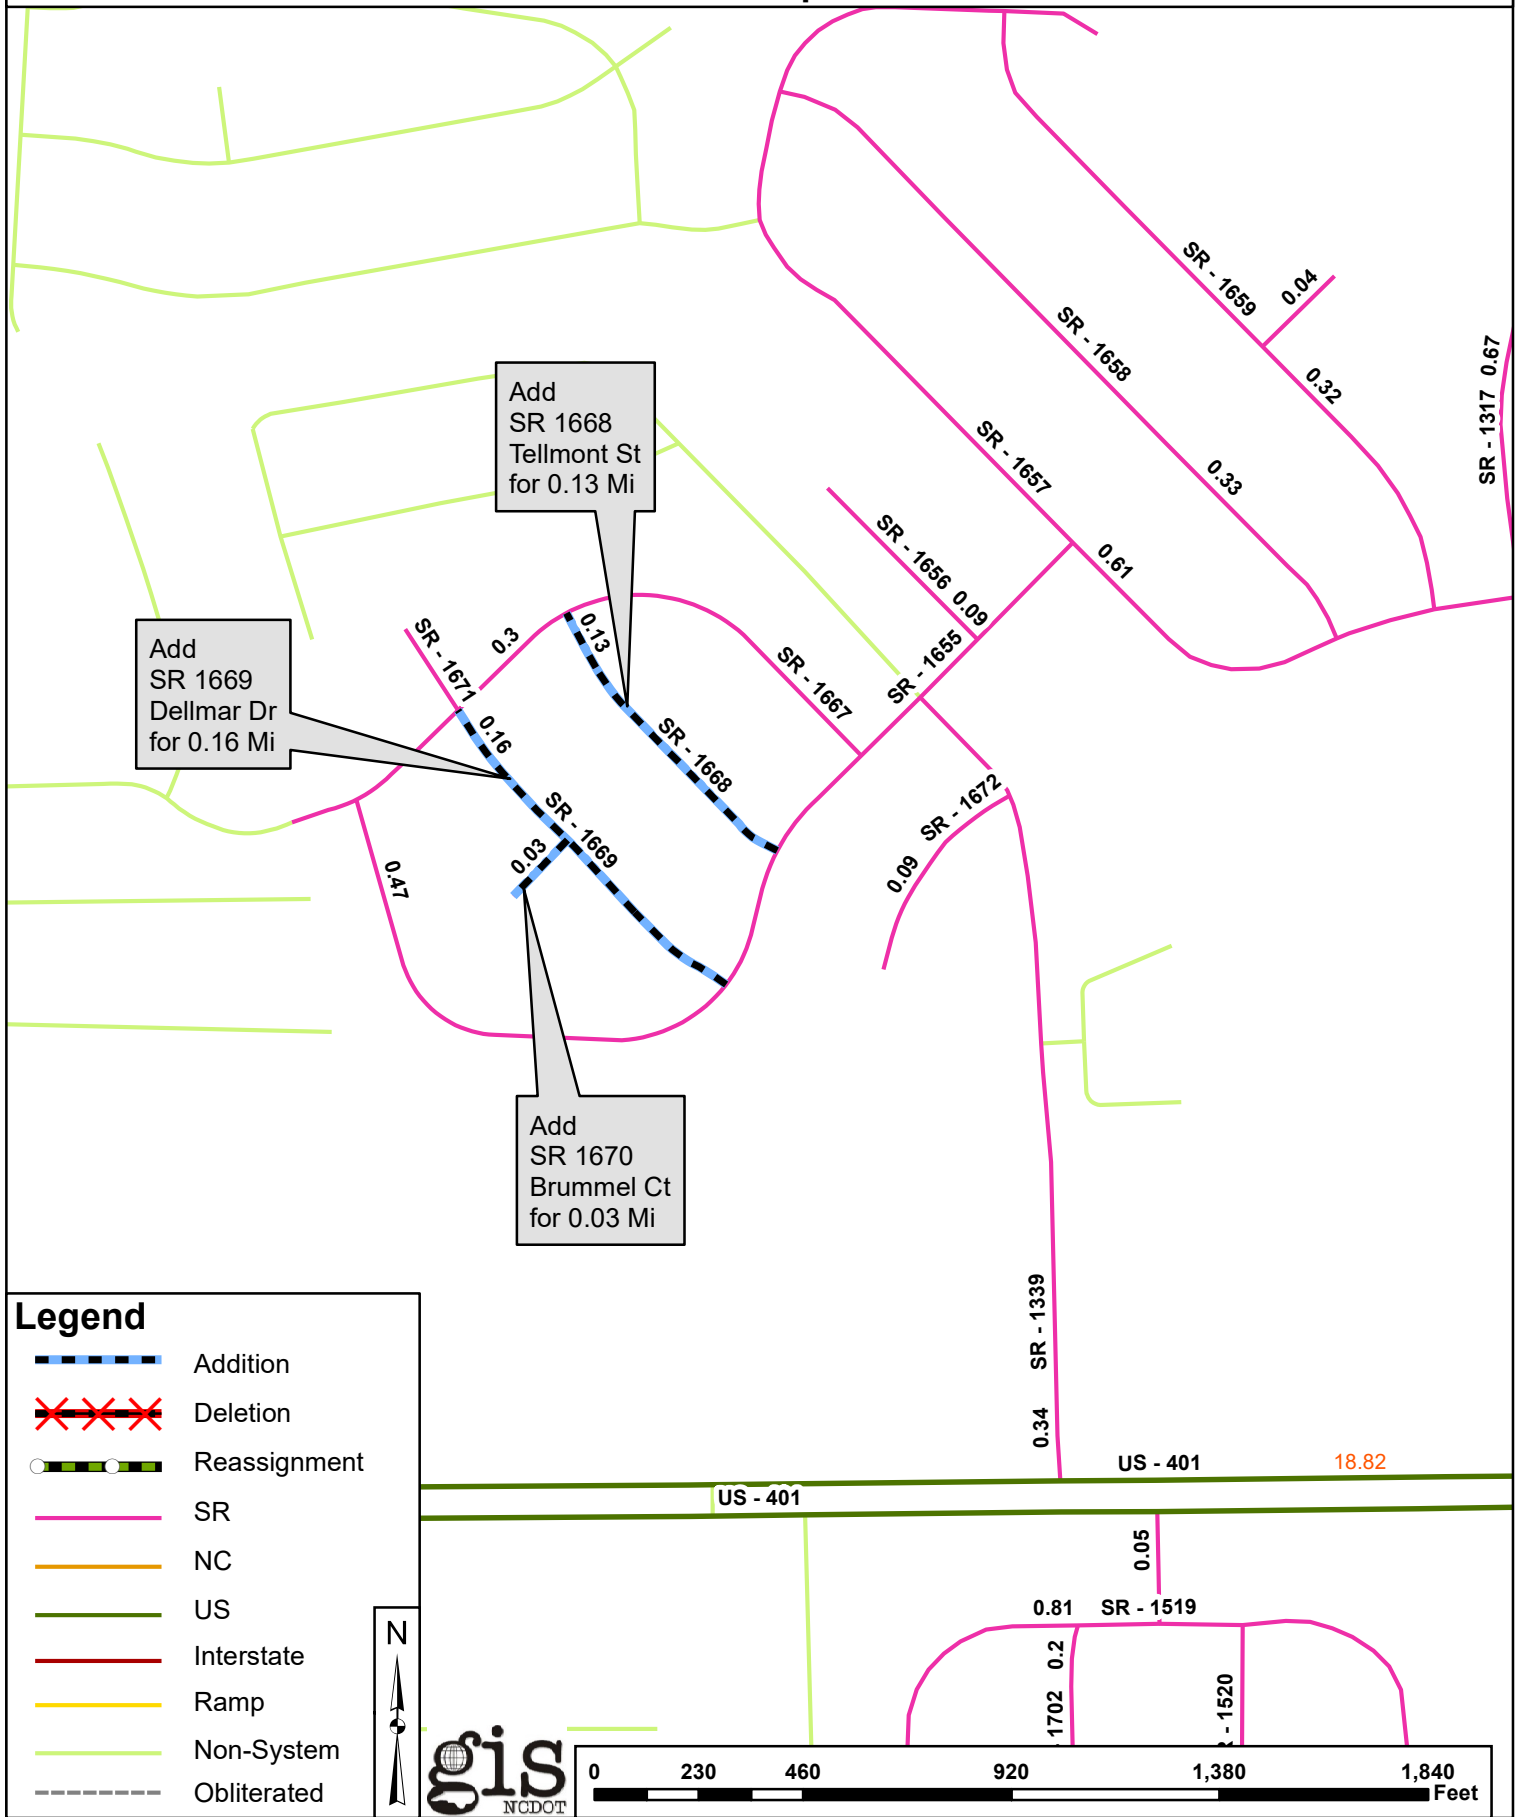 SR - 1659
0.04
SR - 1658
0.32
SR - 1317 0.67
Add
SR 1668
Tellmont St
for 0.13 Mi
SR - 1657
0.33
SR - 1656 0.09
0.61
Add
SR 1669
Dellmar Dr
for 0.16 Mi
SR - 1671
0.3
0.13
SR - 1667
SR - 1655
0.16
SR - 1668
SR - 1669
0.03
SR - 1672
0.09
0.47
Add
SR 1670
Brummel Ct
for 0.03 Mi
SR - 1339
0.34
US - 401
18.82
US - 401
0.05
0.81 SR - 1519
0.2
1702
- 1520
Legend
Addition
Deletion
Reassignment
SR
NC
US
Interstate
Ramp
Non-System
Obliterated
N
gis
NCDOT
0 230 460 920 1,380 1,840
Feet